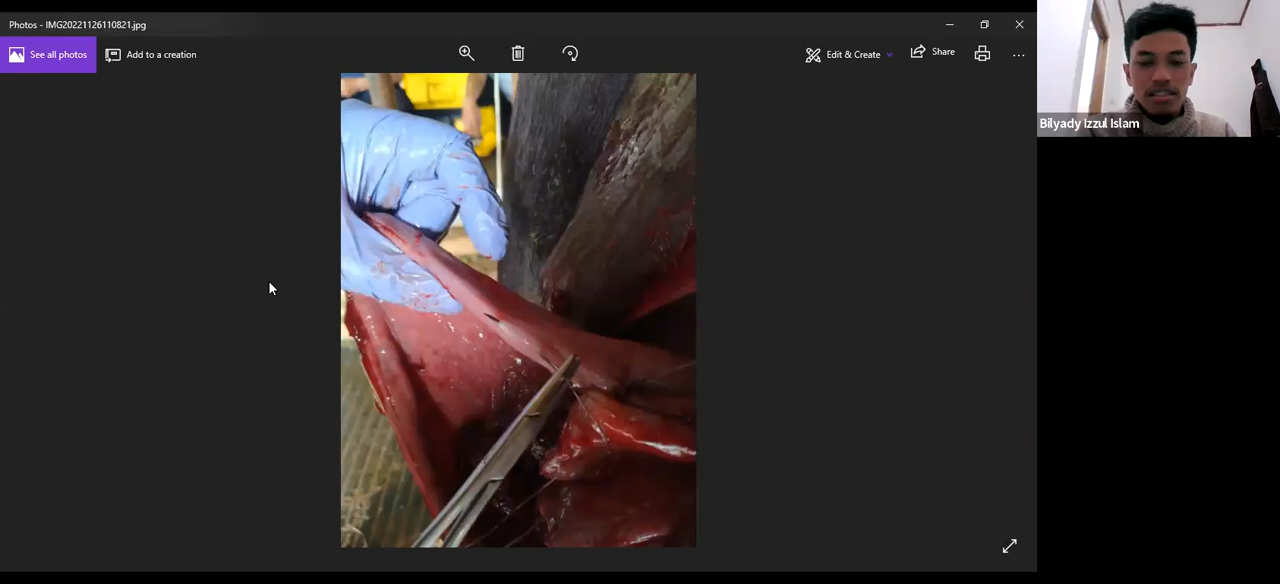 Photos - IMG20221126110821.jpg
See all photos
Add to a creation
Edit & Create
Share
Bilyady Izzul Islam